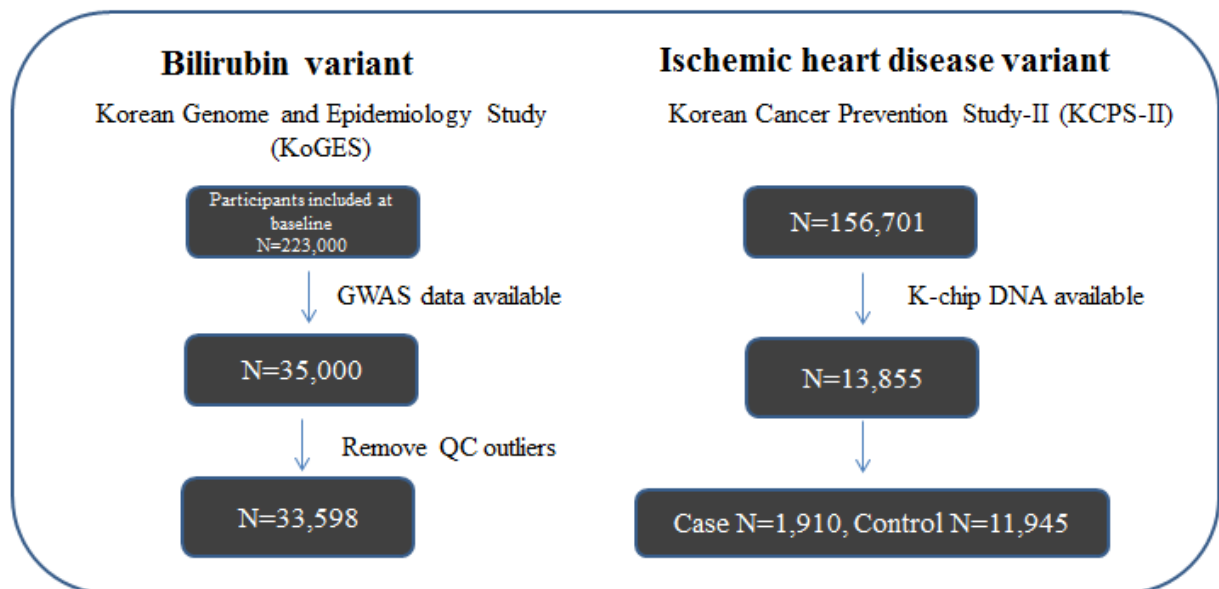 Bilirubin variant
Korean Genome and Epidemiology Study
(KoGES)
Participants included at
baseline
N=223,000
GWAS data available
N=35,000
Remove QC outliers
N=33,598
Ischemic heart disease variant
Korean Cancer Prevention Study-II (KCPS-II)
N=156,701
K-chip DNA available
N=13,855
Case N=1,910, Control N=11,945